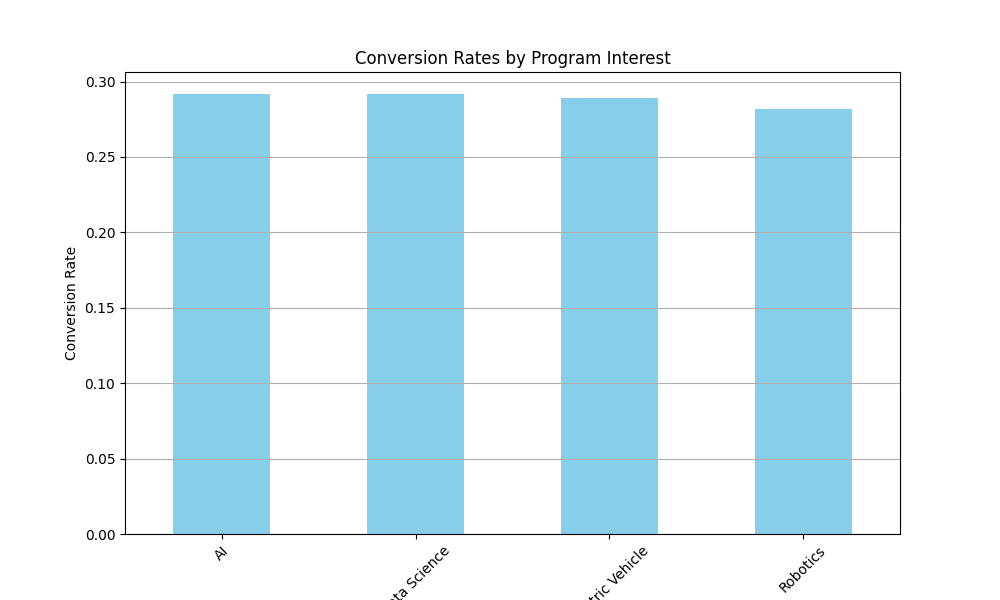 Conversion Rates by Program Interest
0.30
0.25
0.20
0.15
0.10
0.05
0.00
Conversion Rate
AI
ta Science
tric Vehicle
Robotics